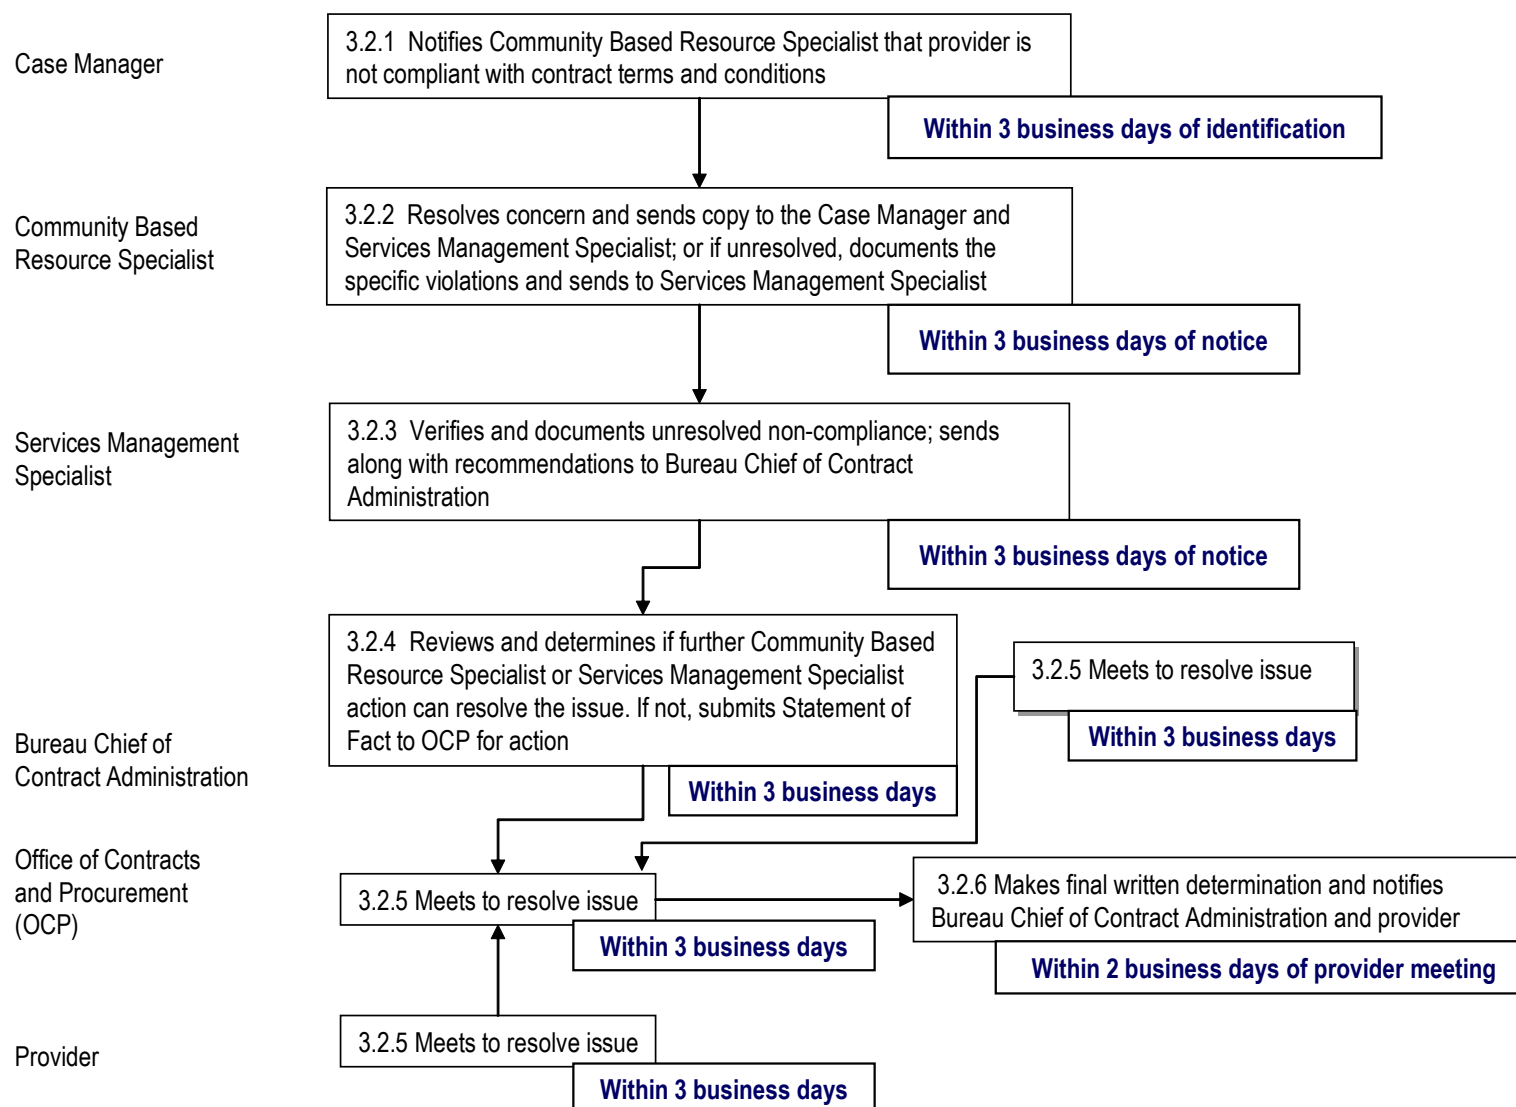 Case Manager
3.2.1 Notifies Community Based Resource Specialist that provider is
not compliant with contract terms and conditions
Within 3 business days of identification
Community Based
Resource Specialist
3.2.2 Resolves concern and sends copy to the Case Manager and
Services Management Specialist; or if unresolved, documents the
specific violations and sends to Services Management Specialist
Within 3 business days of notice
Services Management
Specialist
3.2.3 Verifies and documents unresolved non-compliance; sends
along with recommendations to Bureau Chief of Contract
Administration
Within 3 business days of notice
Bureau Chief of
Contract Administration
3.2.4 Reviews and determines if further Community Based
Resource Specialist or Services Management Specialist
action can resolve the issue. If not, submits Statement of
Fact to OCP for action
Within 3 business days
3.2.5 Meets to resolve issue
Within 3 business days
Office of Contracts
and Procurement
(OCP)
3.2.5 Meets to resolve issue
Within 3 business days
3.2.6 Makes final written determination and notifies
Bureau Chief of Contract Administration and provider
Within 2 business days of provider meeting
Provider
3.2.5 Meets to resolve issue
Within 3 business days